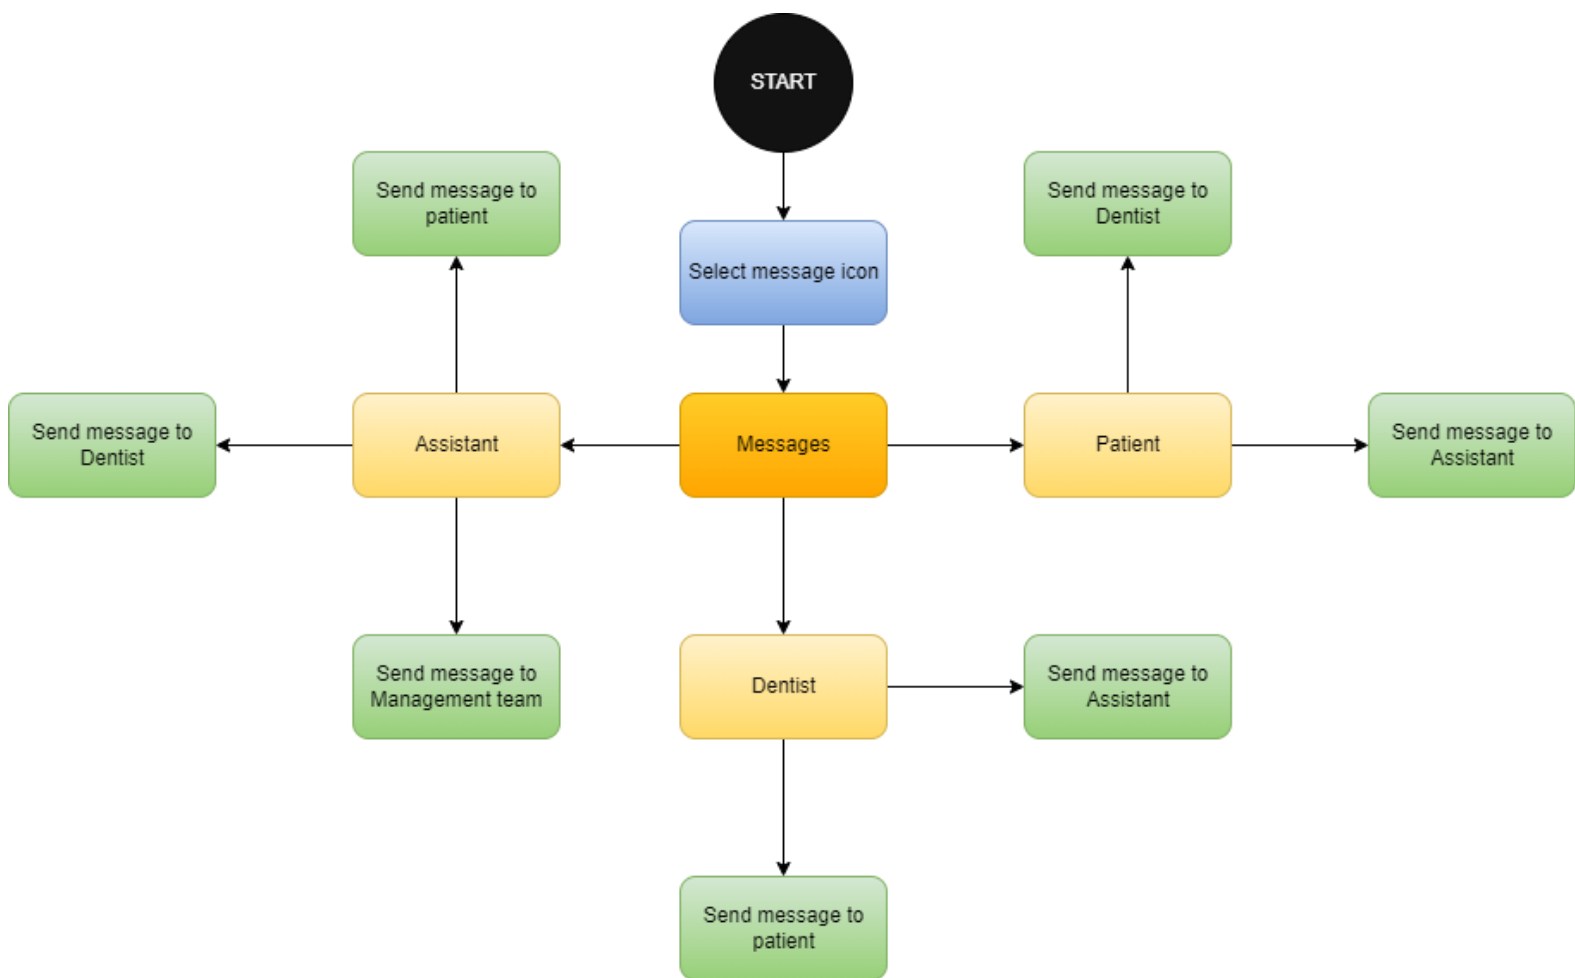 START
Send message to
patient
Send message to
Dentist
Select message icon
Send message to
Dentist
Assistant
Messages
Patient
Send message to
Assistant
Send message to
Management team
Dentist
Send message to
Assistant
Send message to
patient